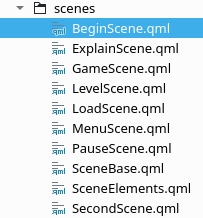 scenes
BeginScene.qml
ExplainScene.qml
GameScene.qml
LevelScene.qml
LoadScene.qml
MenuScene.qml
PauseScene.qml
SceneBase.qml
SceneElements.qml
SecondScene.qml